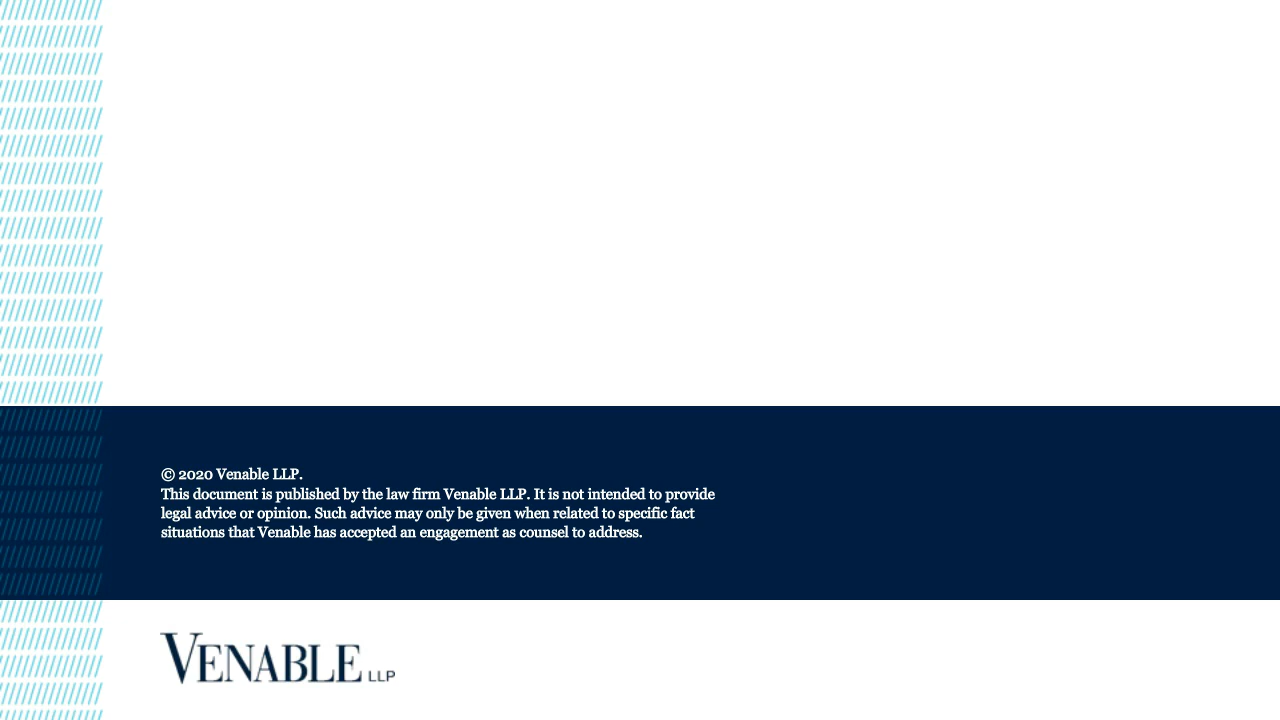 © 2020 Venable LLP.
This document is published by the law firm Venable LLP. It is not intended to provide
legal advice or opinion. Such advice may only be given when related to specific fact
situations that Venable has accepted an engagement as counsel to address.
VENABLE LLP